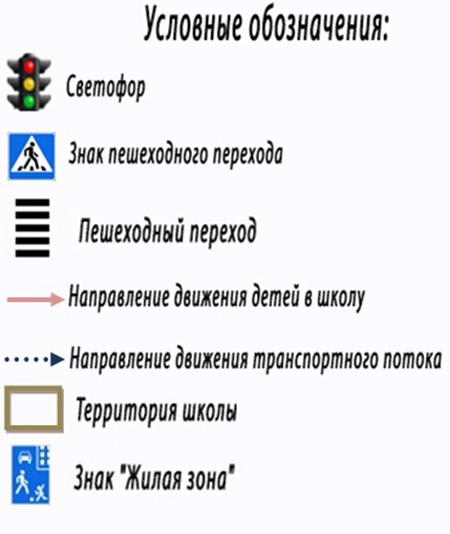 Условные обозначения:
Светофор
Знак пешеходного перехода
Пешеходный переход
Направление движения детей в школу
Направление движения транспортного потока
Территория школы
Знак "Жилая зона"